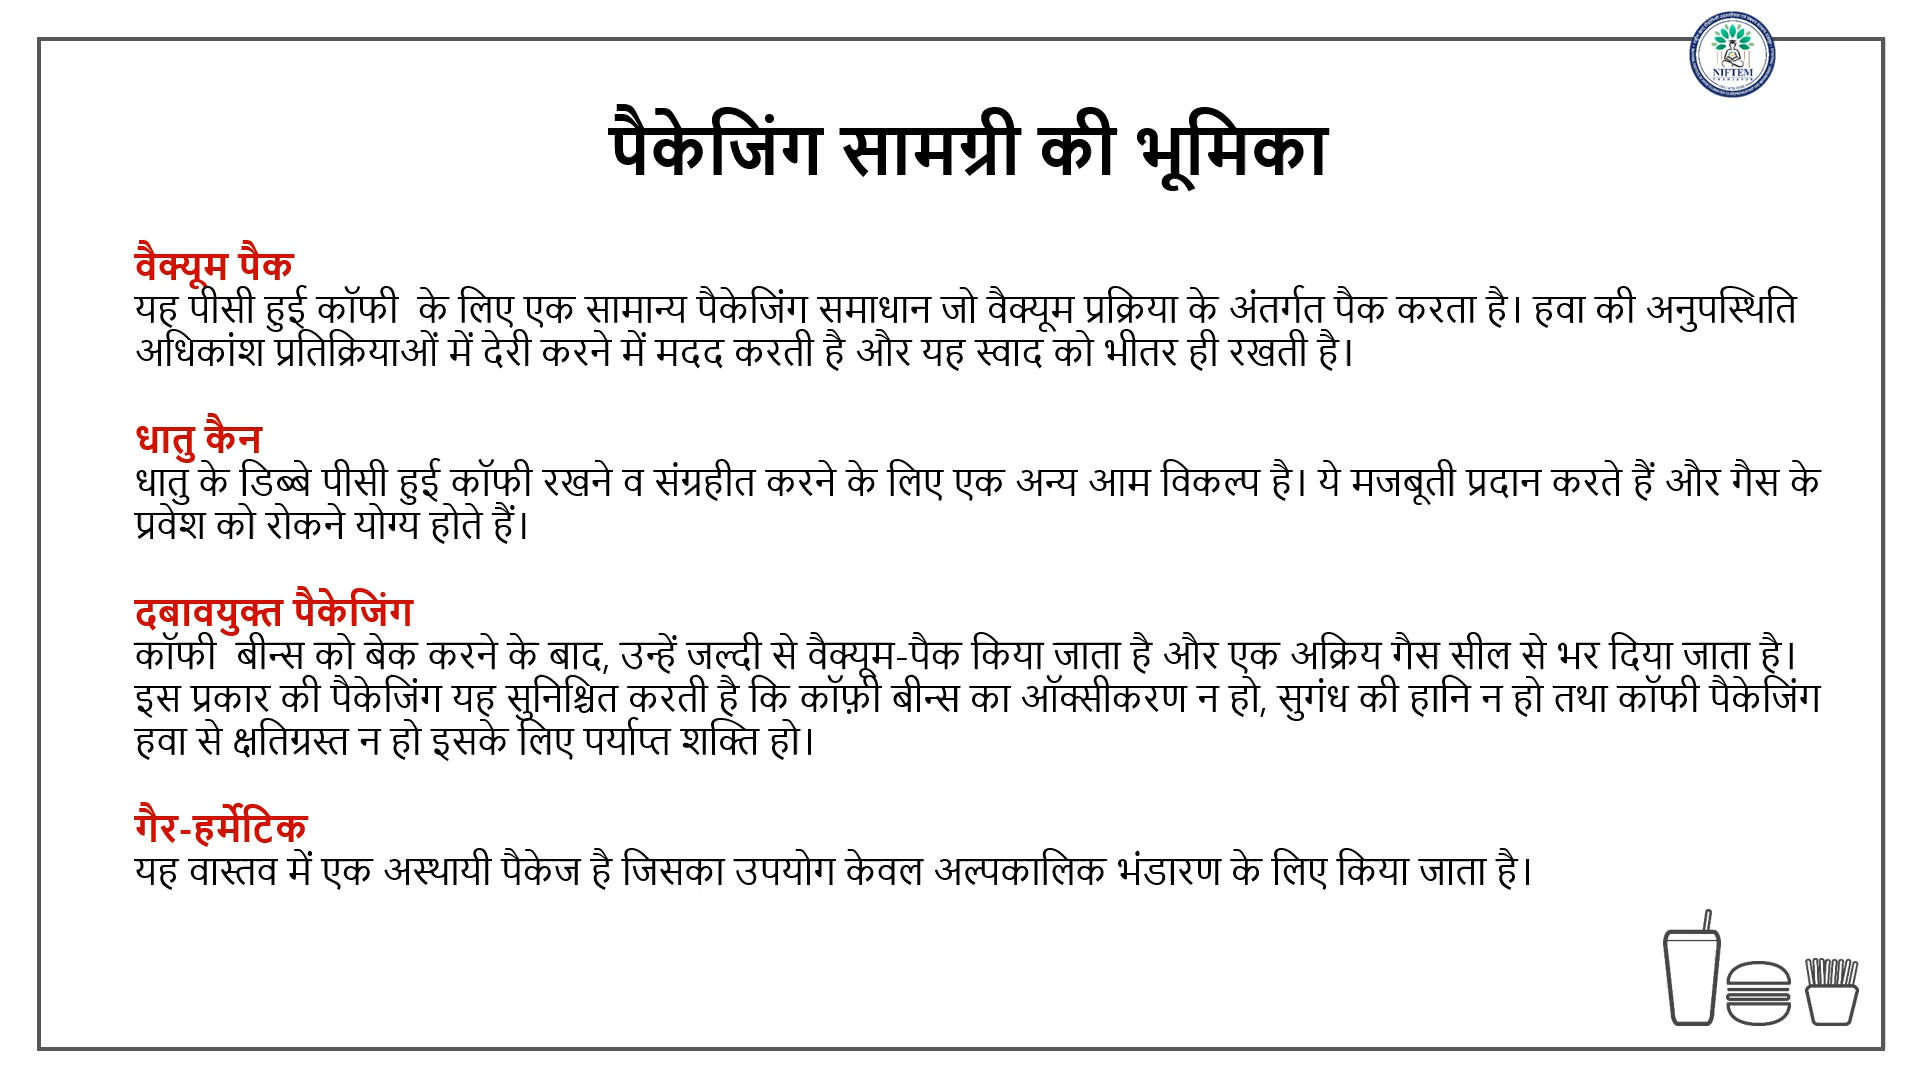 NIFTEM
पैकेजिंग सामग्री की भूमिका
वैक्यूम पैक
यह पीसी हुई कॉफी  के लिए एक सामान्य पैकेजिंग समाधान जो वैक्यूम प्रक्रिया के अंतर्गत पैक करता है। हवा की अनुपस्थिति
अधिकांश प्रतिक्रियाओं में देरी करने में मदद करती है और यह स्वाद को भीतर ही रखती है।
धातु कैन
धातु के डिब्बे पीसी हुई कॉफी रखने व संग्रहीत करने के लिए एक अन्य आम विकल्प है। ये मजबूती प्रदान करते हैं और गैस के
प्रवेश को रोकने योग्य होते हैं।
दबावयुक्त पैकेजिंग
कॉफी  बीन्स को बेक करने के बाद, उन्हें जल्दी से वैक्यूम-पैक किया जाता है और एक अक्रिय गैस सील से भर दिया जाता है।
इस प्रकार की पैकेजिंग यह सुनिश्चित करती है कि कॉफ़ी बीन्स का ऑक्सीकरण न हो, सुगंध की हानि न हो तथा कॉफी पैकेजिंग
हवा से क्षतिग्रस्त न हो इसके लिए पर्याप्त शक्ति हो।
गैर-हर्मेटिक
यह वास्तव में एक अस्थायी पैकेज है जिसका उपयोग केवल अल्पकालिक भंडारण के लिए किया जाता है।